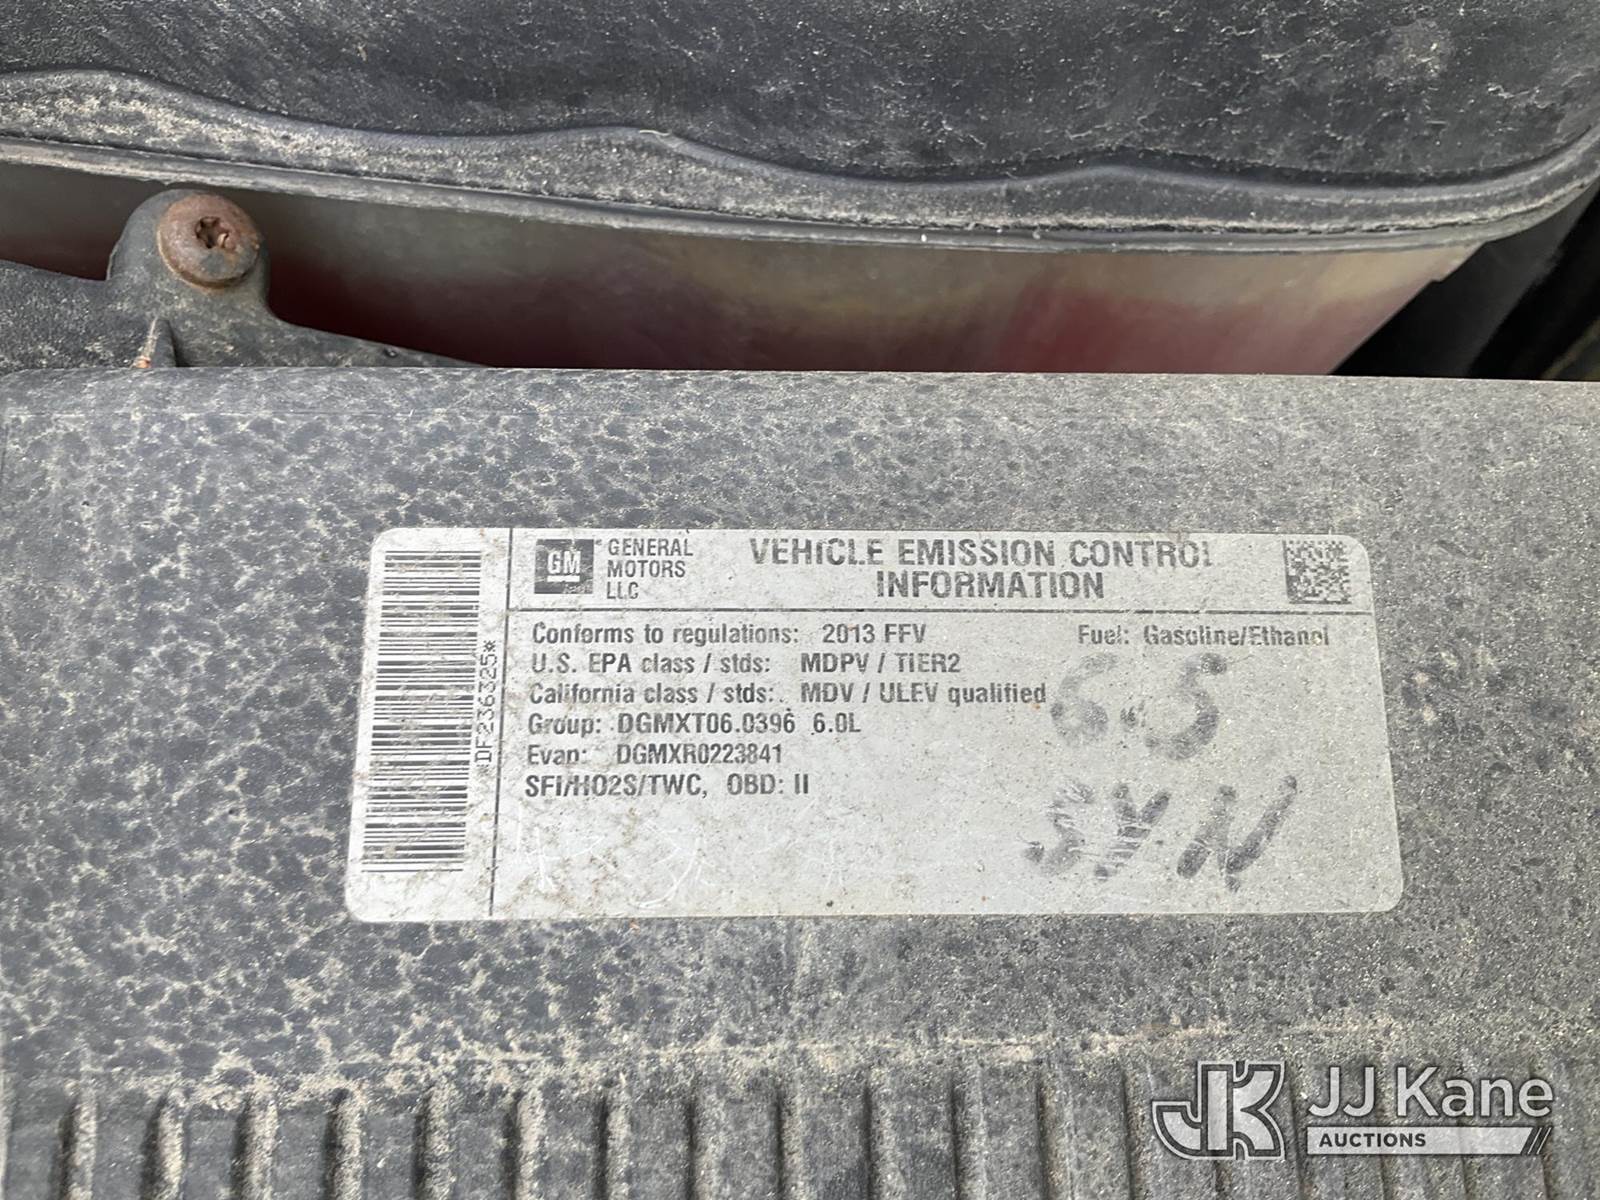 GM
GENERAL
MOTORS
LLC
VEHICLE EMISSION CONTROL
INFORMATION
*DF236325*
Conforms to regulations: 2013 FFV Fuel: Gasoline/Ethanol
U.S. EPA class / stds: MDPV / TIER2
California class / stds: MDV / ULEV qualified
Group: DGMXT06.0396 6.0L
Evap: DGMXR0223841
SFI/HO2S/TWC, OBD: II
6.5
SYN
JK JJ Kane
AUCTIONS